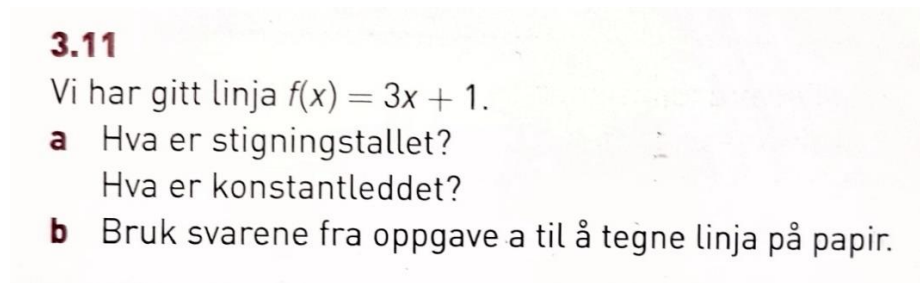 3.11
Vi har gitt linja f(x) = 3x + 1.
a Hva er stigningstallet?
Hva er konstantleddet?
b Bruk svarene fra oppgave a til å tegne linja på papir.